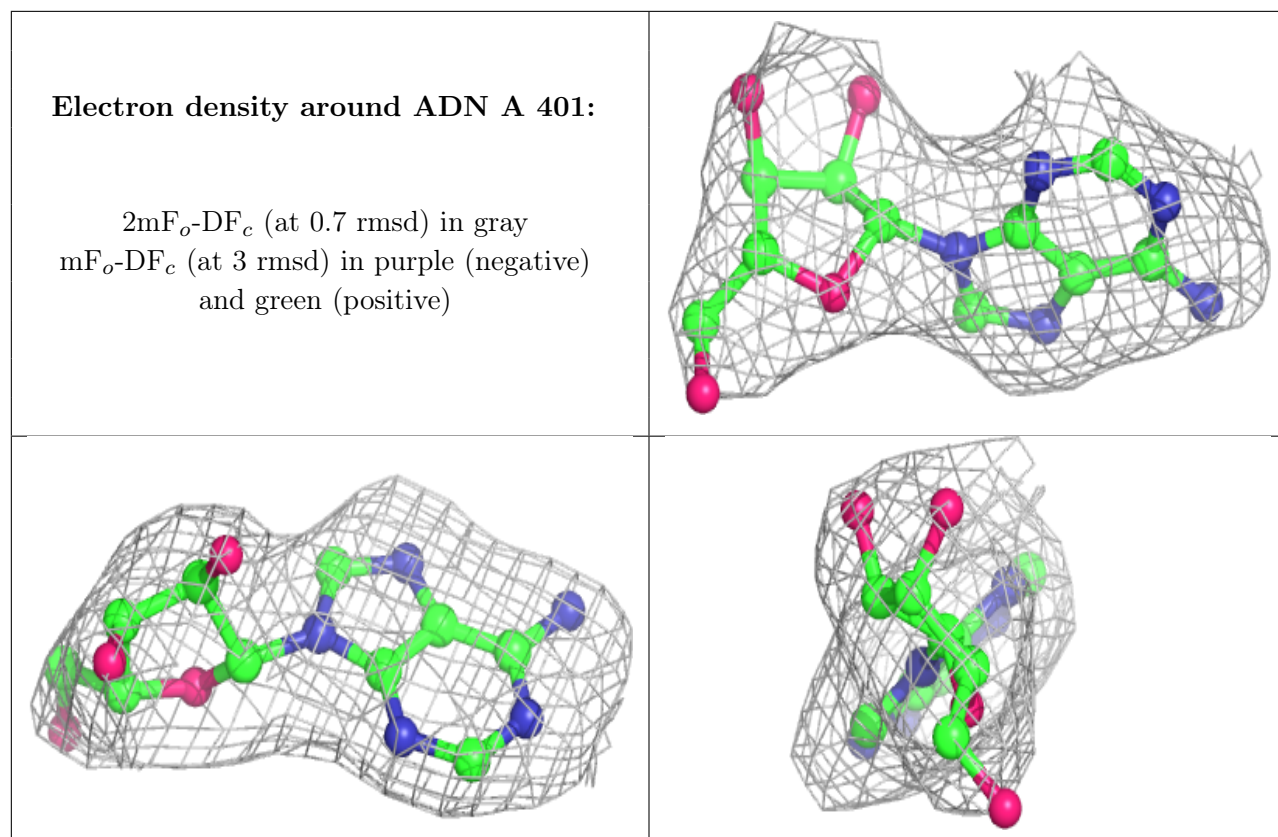 Electron density around ADN A 401:
2mFo-DFc (at 0.7 rmsd) in gray
mFo-DFc (at 3 rmsd) in purple (negative)
and green (positive)